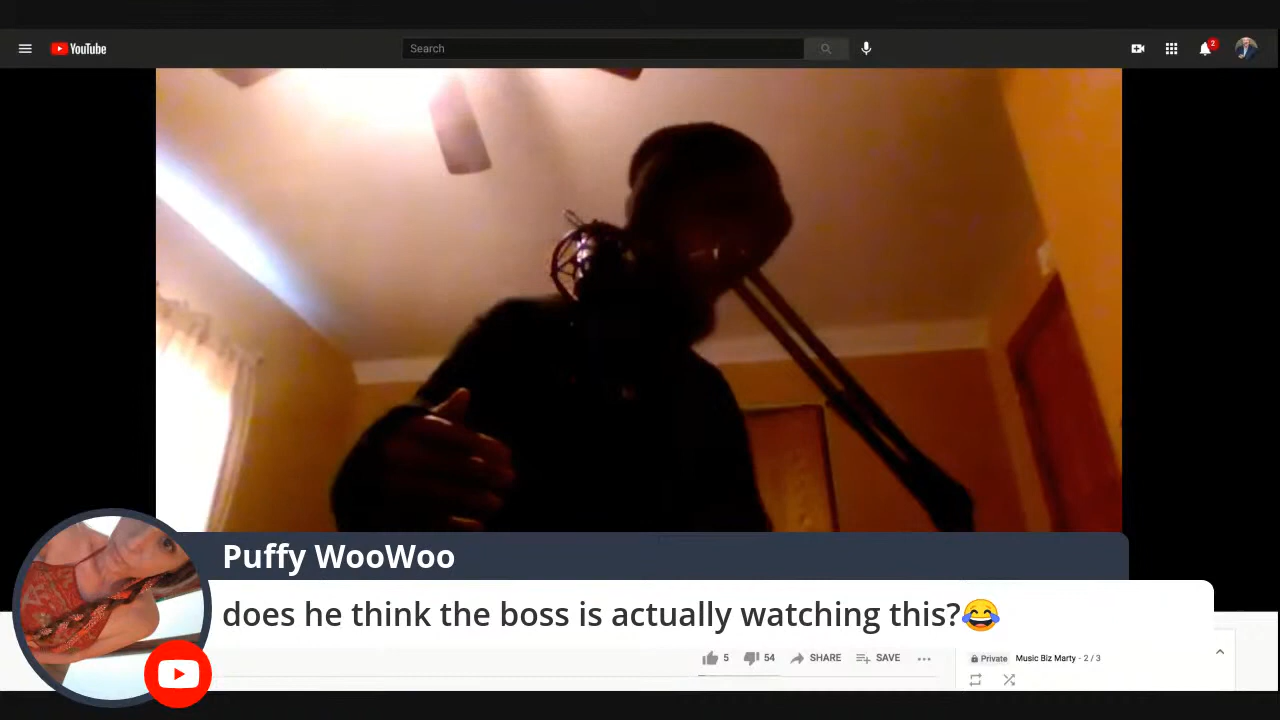 YouTube
Search
2
Puffy WooWoo
does he think the boss is actually watching this?😂
5 54 SHARE SAVE
Private Music Biz Marty - 2 / 3